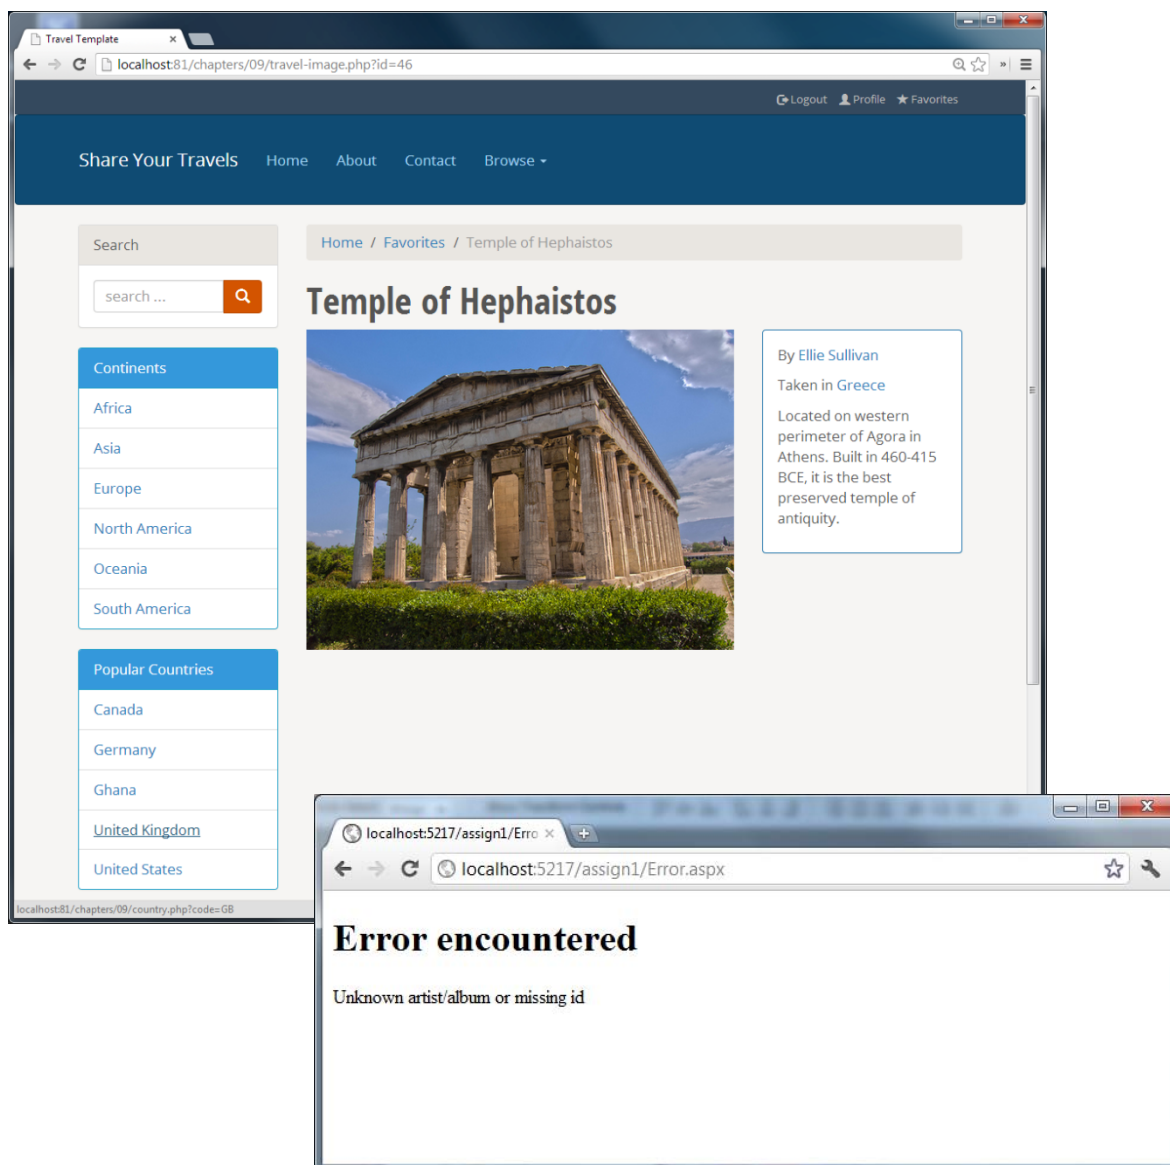 Travel Template
localhost:81/chapters/09/travel-image.php?id=46
Logout Profile Favorites
Share Your Travels Home About Contact Browse
Search
search ...
Continents
Africa
Asia
Europe
North America
Oceania
South America
Popular Countries
Canada
Germany
Ghana
United Kingdom
United States
localhost:81/chapters/09/country.php?code=GB
Home / Favorites / Temple of Hephaistos
Temple of Hephaistos
By Ellie Sullivan
Taken in Greece
Located on western
perimeter of Agora in
Athens. Built in 460-415
BCE, it is the best
preserved temple of
antiquity.
localhost:5217/assign1/Erro
localhost:5217/assign1/Error.aspx
Error encountered
Unknown artist/album or missing id